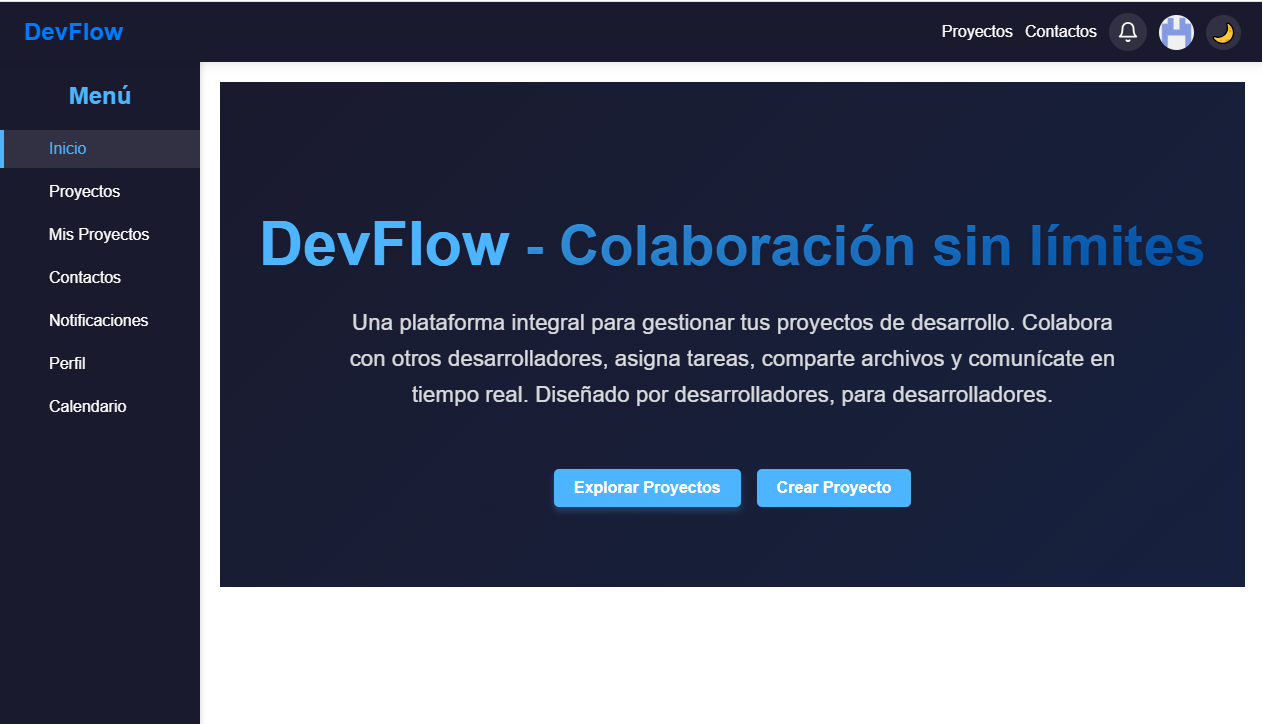 DevFlow
Proyectos
Contactos
Menú
Inicio
Proyectos
Mis Proyectos
Contactos
Notificaciones
Perfil
Calendario
DevFlow - Colaboración sin límites
Una plataforma integral para gestionar tus proyectos de desarrollo. Colabora
con otros desarrolladores, asigna tareas, comparte archivos y comunícate en
tiempo real. Diseñado por desarrolladores, para desarrolladores.
Explorar Proyectos
Crear Proyecto